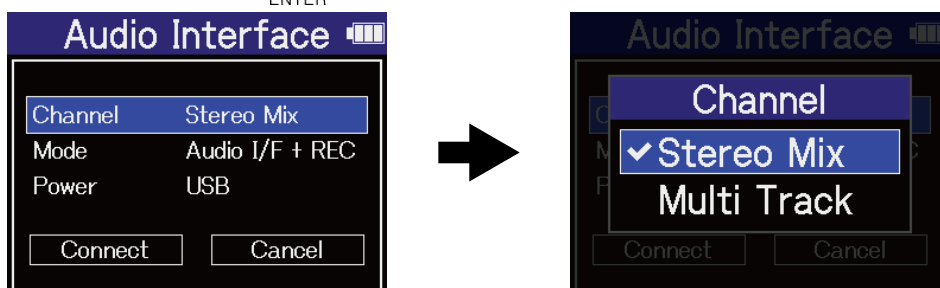 ENTER
Audio Interface
Channel Stereo Mix
Mode Audio I/F + REC
Power USB
Connect Cancel
Audio Interface
Channel
Stereo Mix
Multi Track
Connect Cancel